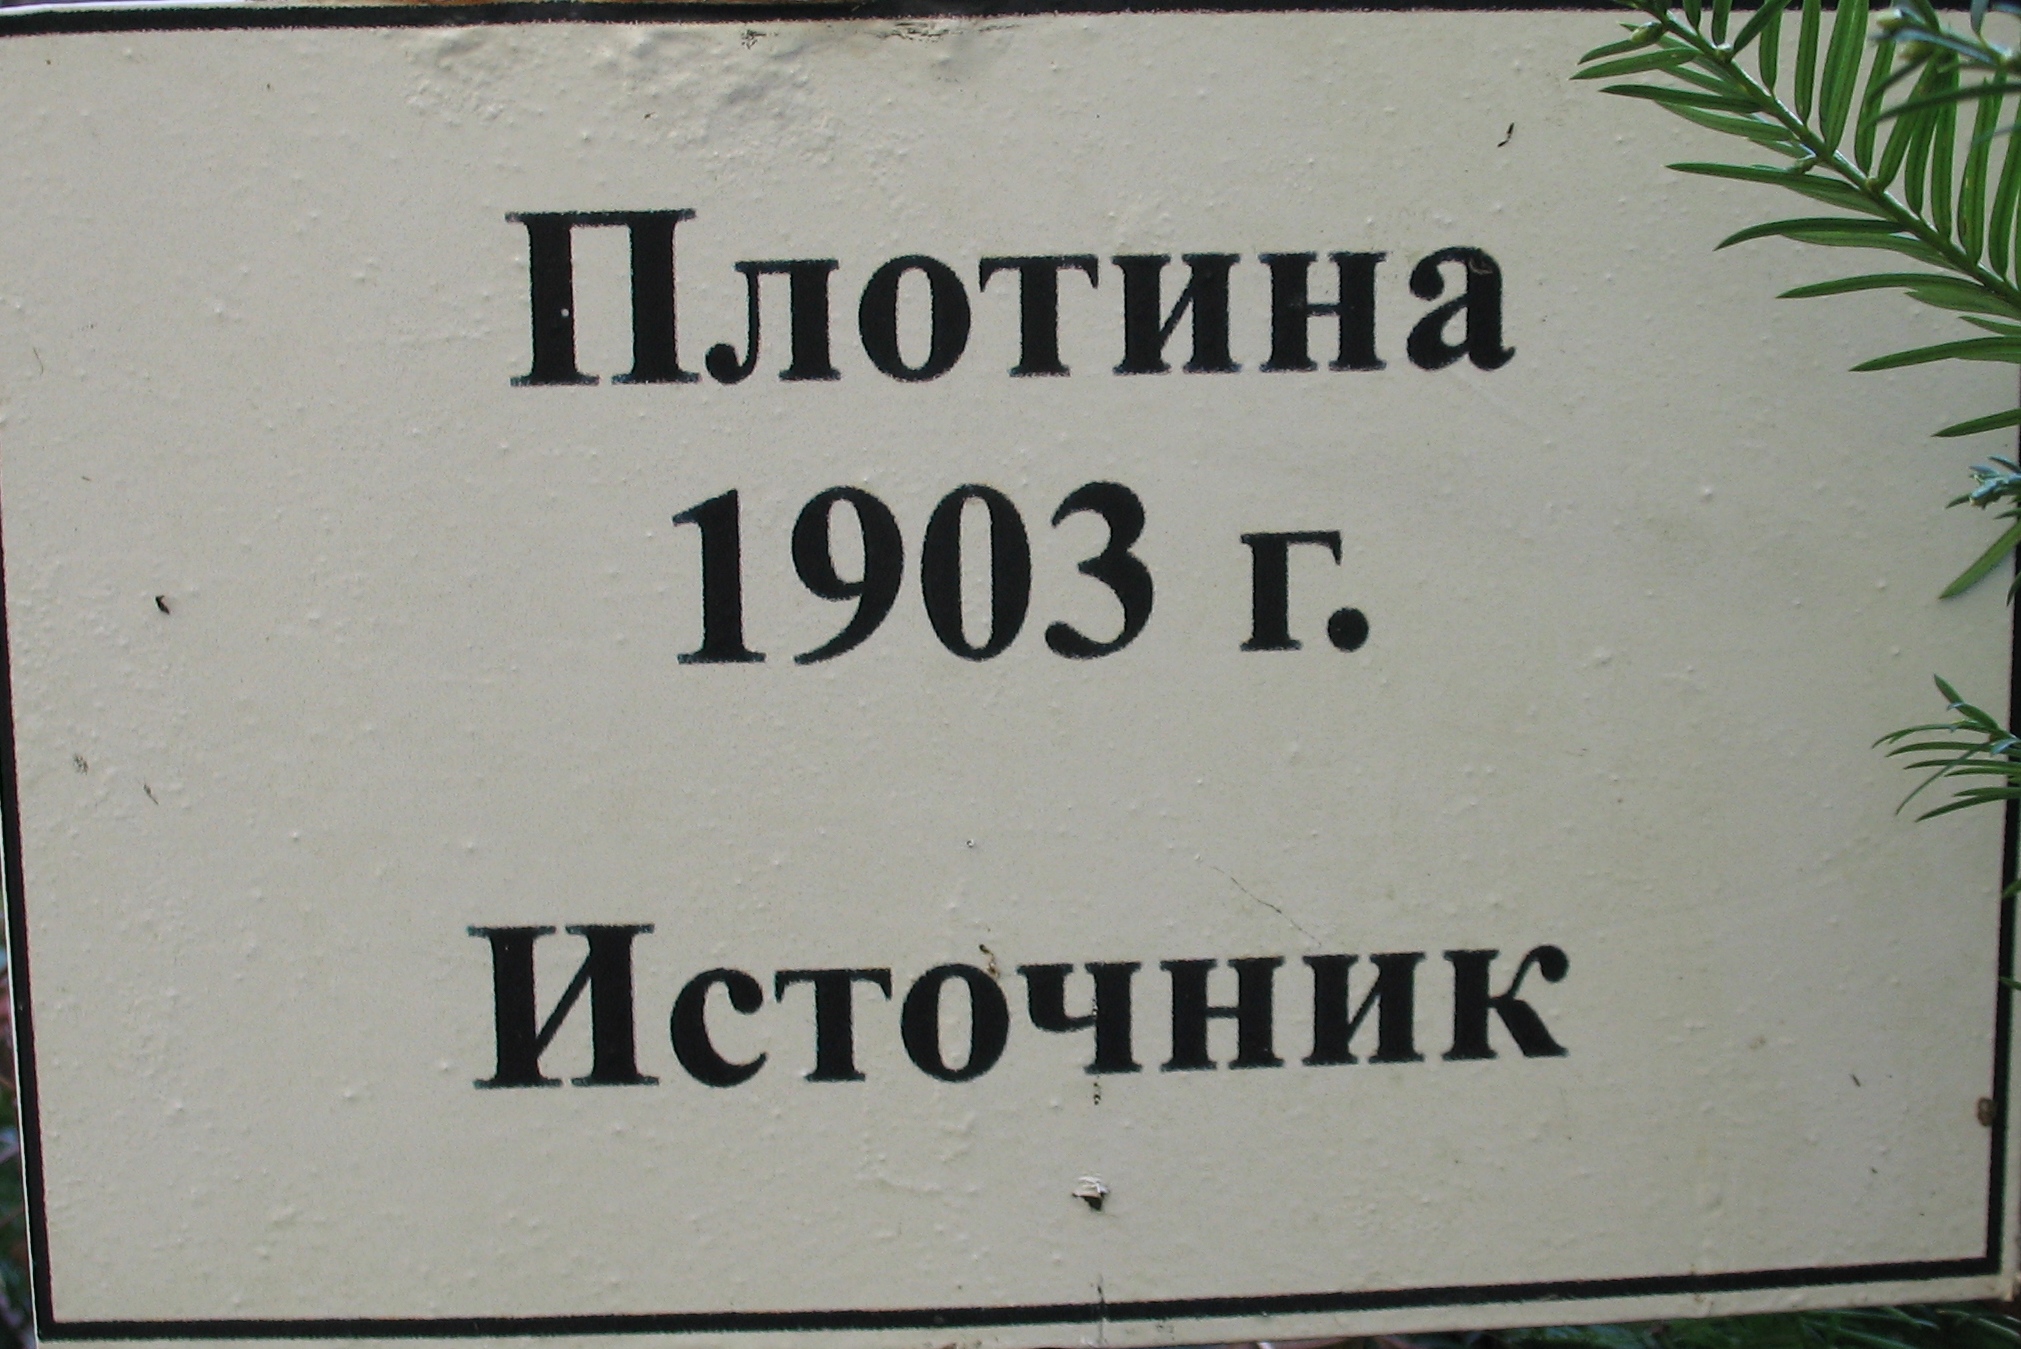 Плотина
1903 г.
Источник